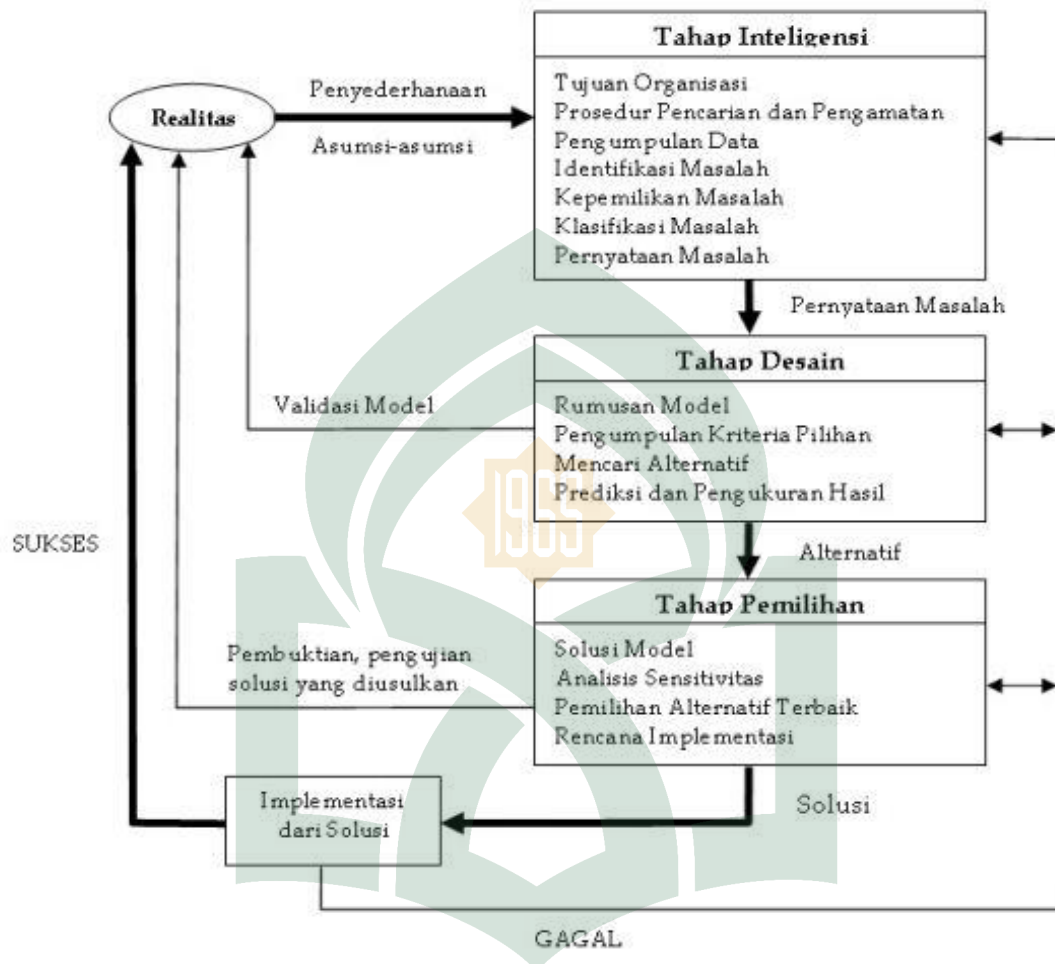 Tahap Inteligensi
Tujuan Organisasi
Prosedur Pencarian dan Pengamatan
Pengumpulan Data
Identifikasi Masalah
Kepemilikan Masalah
Klasifikasi Masalah
Pernyataan Masalah
Realitas
Penyederhanaan
Asumsi-asumsi
Pernyataan Masalah
Tahap Desain
Rumusan Model
Pengumpulan Kriteria Pilihan
Mencari Alternatif
Prediksi dan Pengukuran Hasil
Validasi Model
1965
SUKSES
Alternatif
Tahap Pemilihan
Solusi Model
Analisis Sensitivitas
Pemilihan Alternatif Terbaik
Rencana Implementasi
Pembuktian, pengujian
solusi yang diusulkan
Solusi
Implementasi
dari Solusi
GAGAL